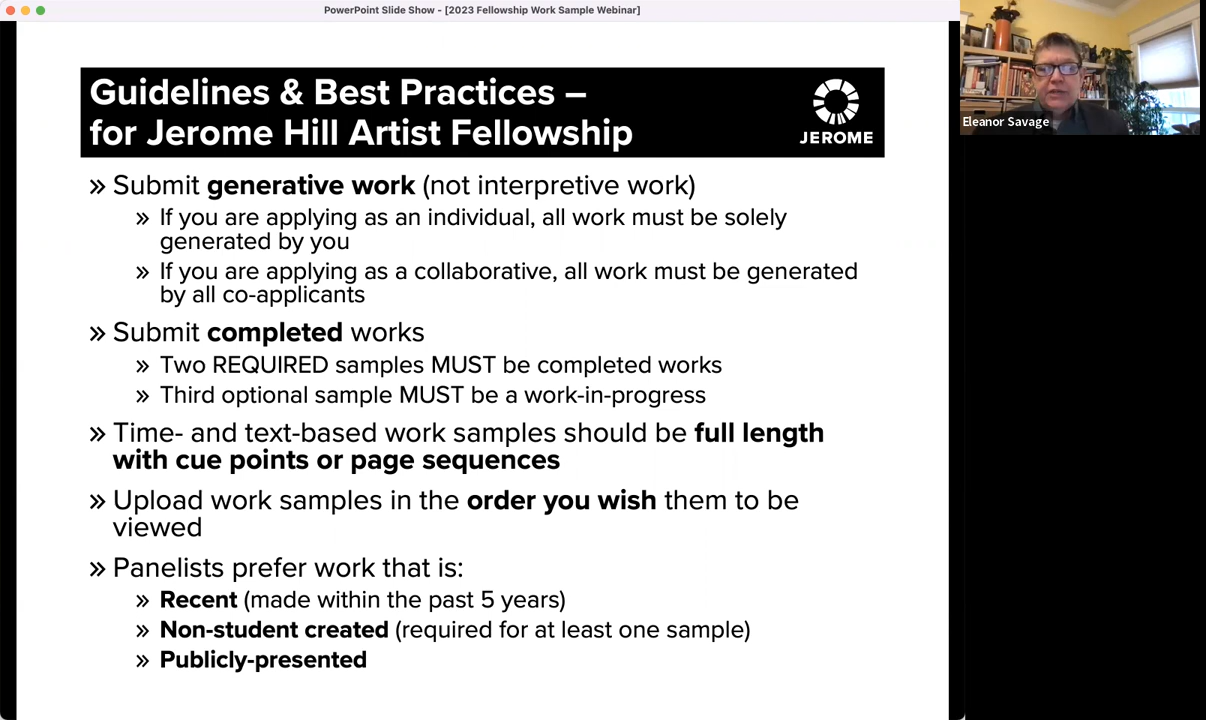 PowerPoint Slide Show - [2023 Fellowship Work Sample Webinar]
Guidelines & Best Practices –
for Jerome Hill Artist Fellowship
JEROME
Eleanor Savage
» Submit generative work (not interpretive work)
» If you are applying as an individual, all work must be solely
generated by you
» If you are applying as a collaborative, all work must be generated
by all co-applicants
» Submit completed works
» Two REQUIRED samples MUST be completed works
» Third optional sample MUST be a work-in-progress
» Time- and text-based work samples should be full length
with cue points or page sequences
» Upload work samples in the order you wish them to be
viewed
» Panelists prefer work that is:
» Recent (made within the past 5 years)
» Non-student created (required for at least one sample)
» Publicly-presented